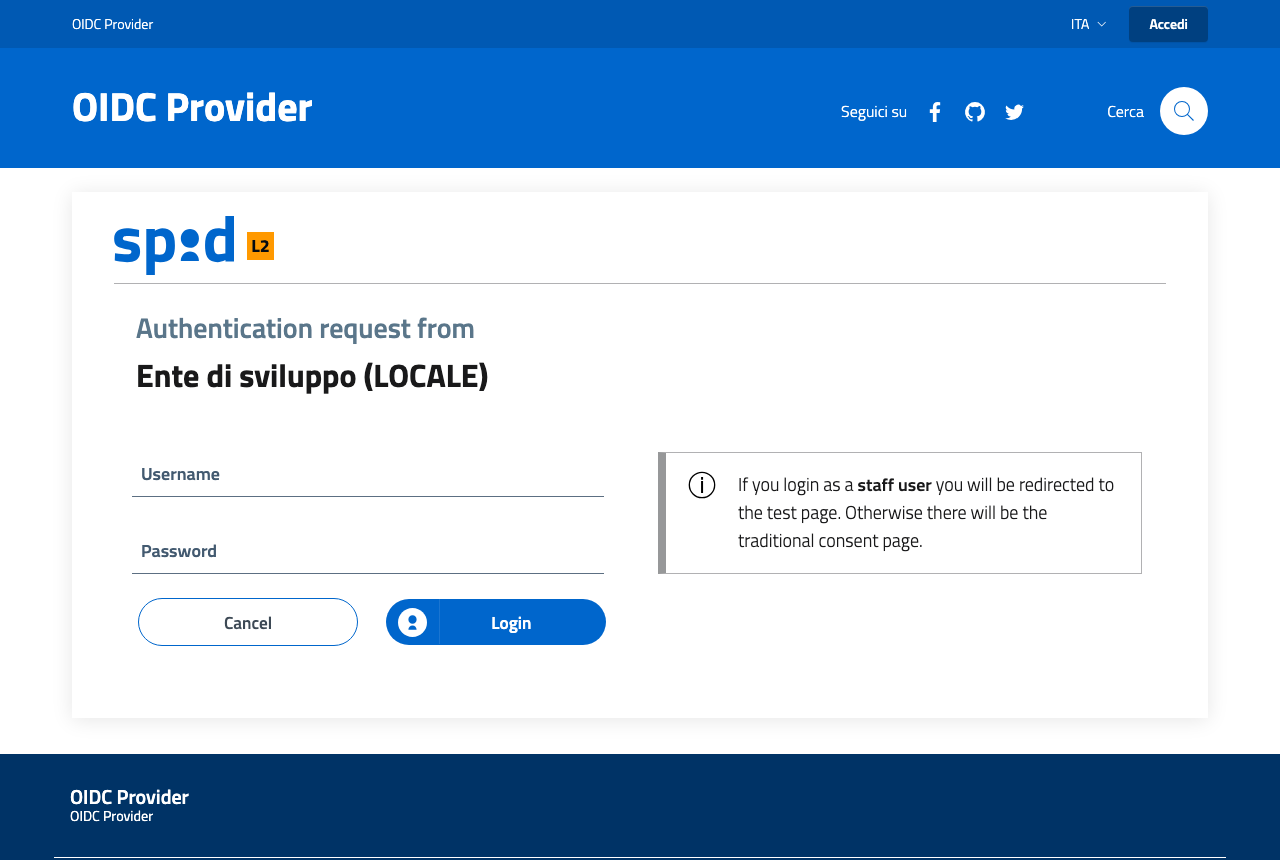 OIDC Provider
ITA
Accedi
OIDC Provider
Seguici su
Cerca
spid L2
Authentication request from
Ente di sviluppo (LOCALE)
Username
Password
Cancel
Login
If you login as a staff user you will be redirected to
the test page. Otherwise there will be the
traditional consent page.
OIDC Provider
OIDC Provider